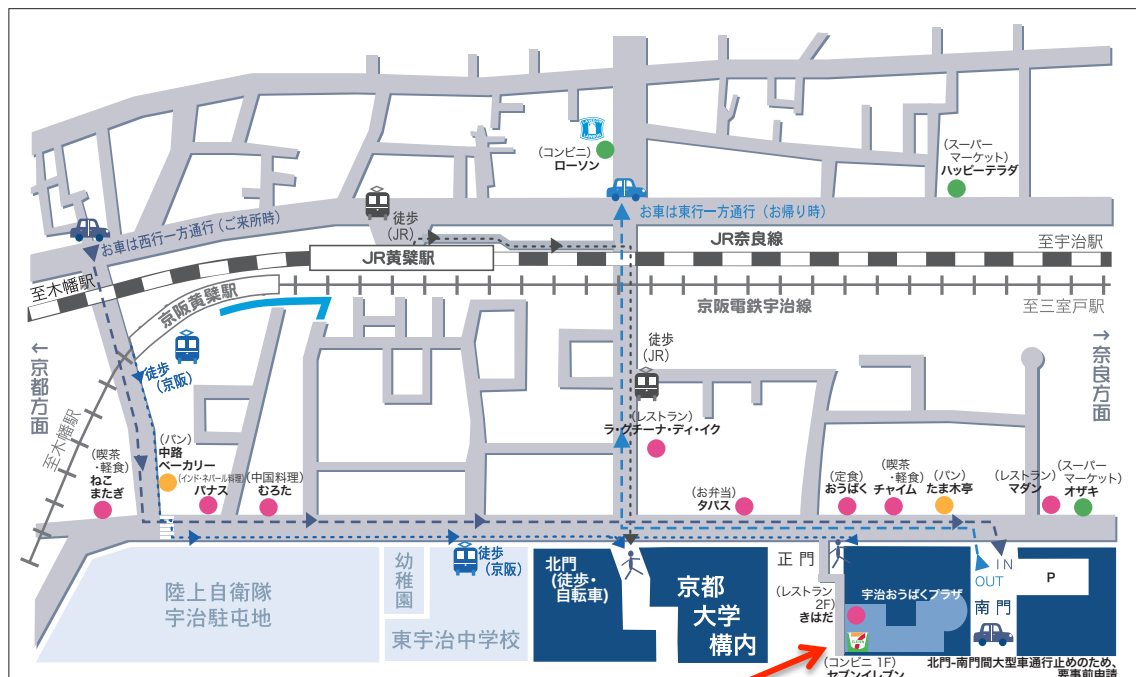 (コンビニ)
ローソン
(スーパー
マーケット)
ハッピーテラダ
お車は西行一方通行(ご来所時)
徒歩
(JR)
お車は東行一方通行(お帰り時)
JR奈良線
至宇治駅
JR黄檗駅
至木幡駅
京阪黄檗駅
京阪電鉄宇治線
至三室戸駅
←京都方面
→奈良方面
徒歩
(京阪)
徒歩
(JR)
至木幡駅
(喫茶
・軽食)
ねこ
またぎ
(パン)
中路
ベーカリー
(インド・ネパール料理)
バナス
(中国料理)
むろた
(レストラン)
ラ・グチーナ・ディ・イク
(お弁当)
タパス
(定食)
おうばく
(喫茶
・軽食)
チャイム
(パン)
たま木亭
(レストラン)
マダン
(スーパー
マーケット)
オザキ
陸上自衛隊
宇治駐屯地
幼稚園
徒歩
(京阪)
東宇治中学校
北門
(徒歩・
自転車)
京都
大学
構内
正門
(レストラン
2F)
きはだ
宇治おうばくプラザ
IN
OUT
南門
P
(コンビニ 1F)
セブンイレブン
北門-南門間大型車通行止めのため、
要事前申請